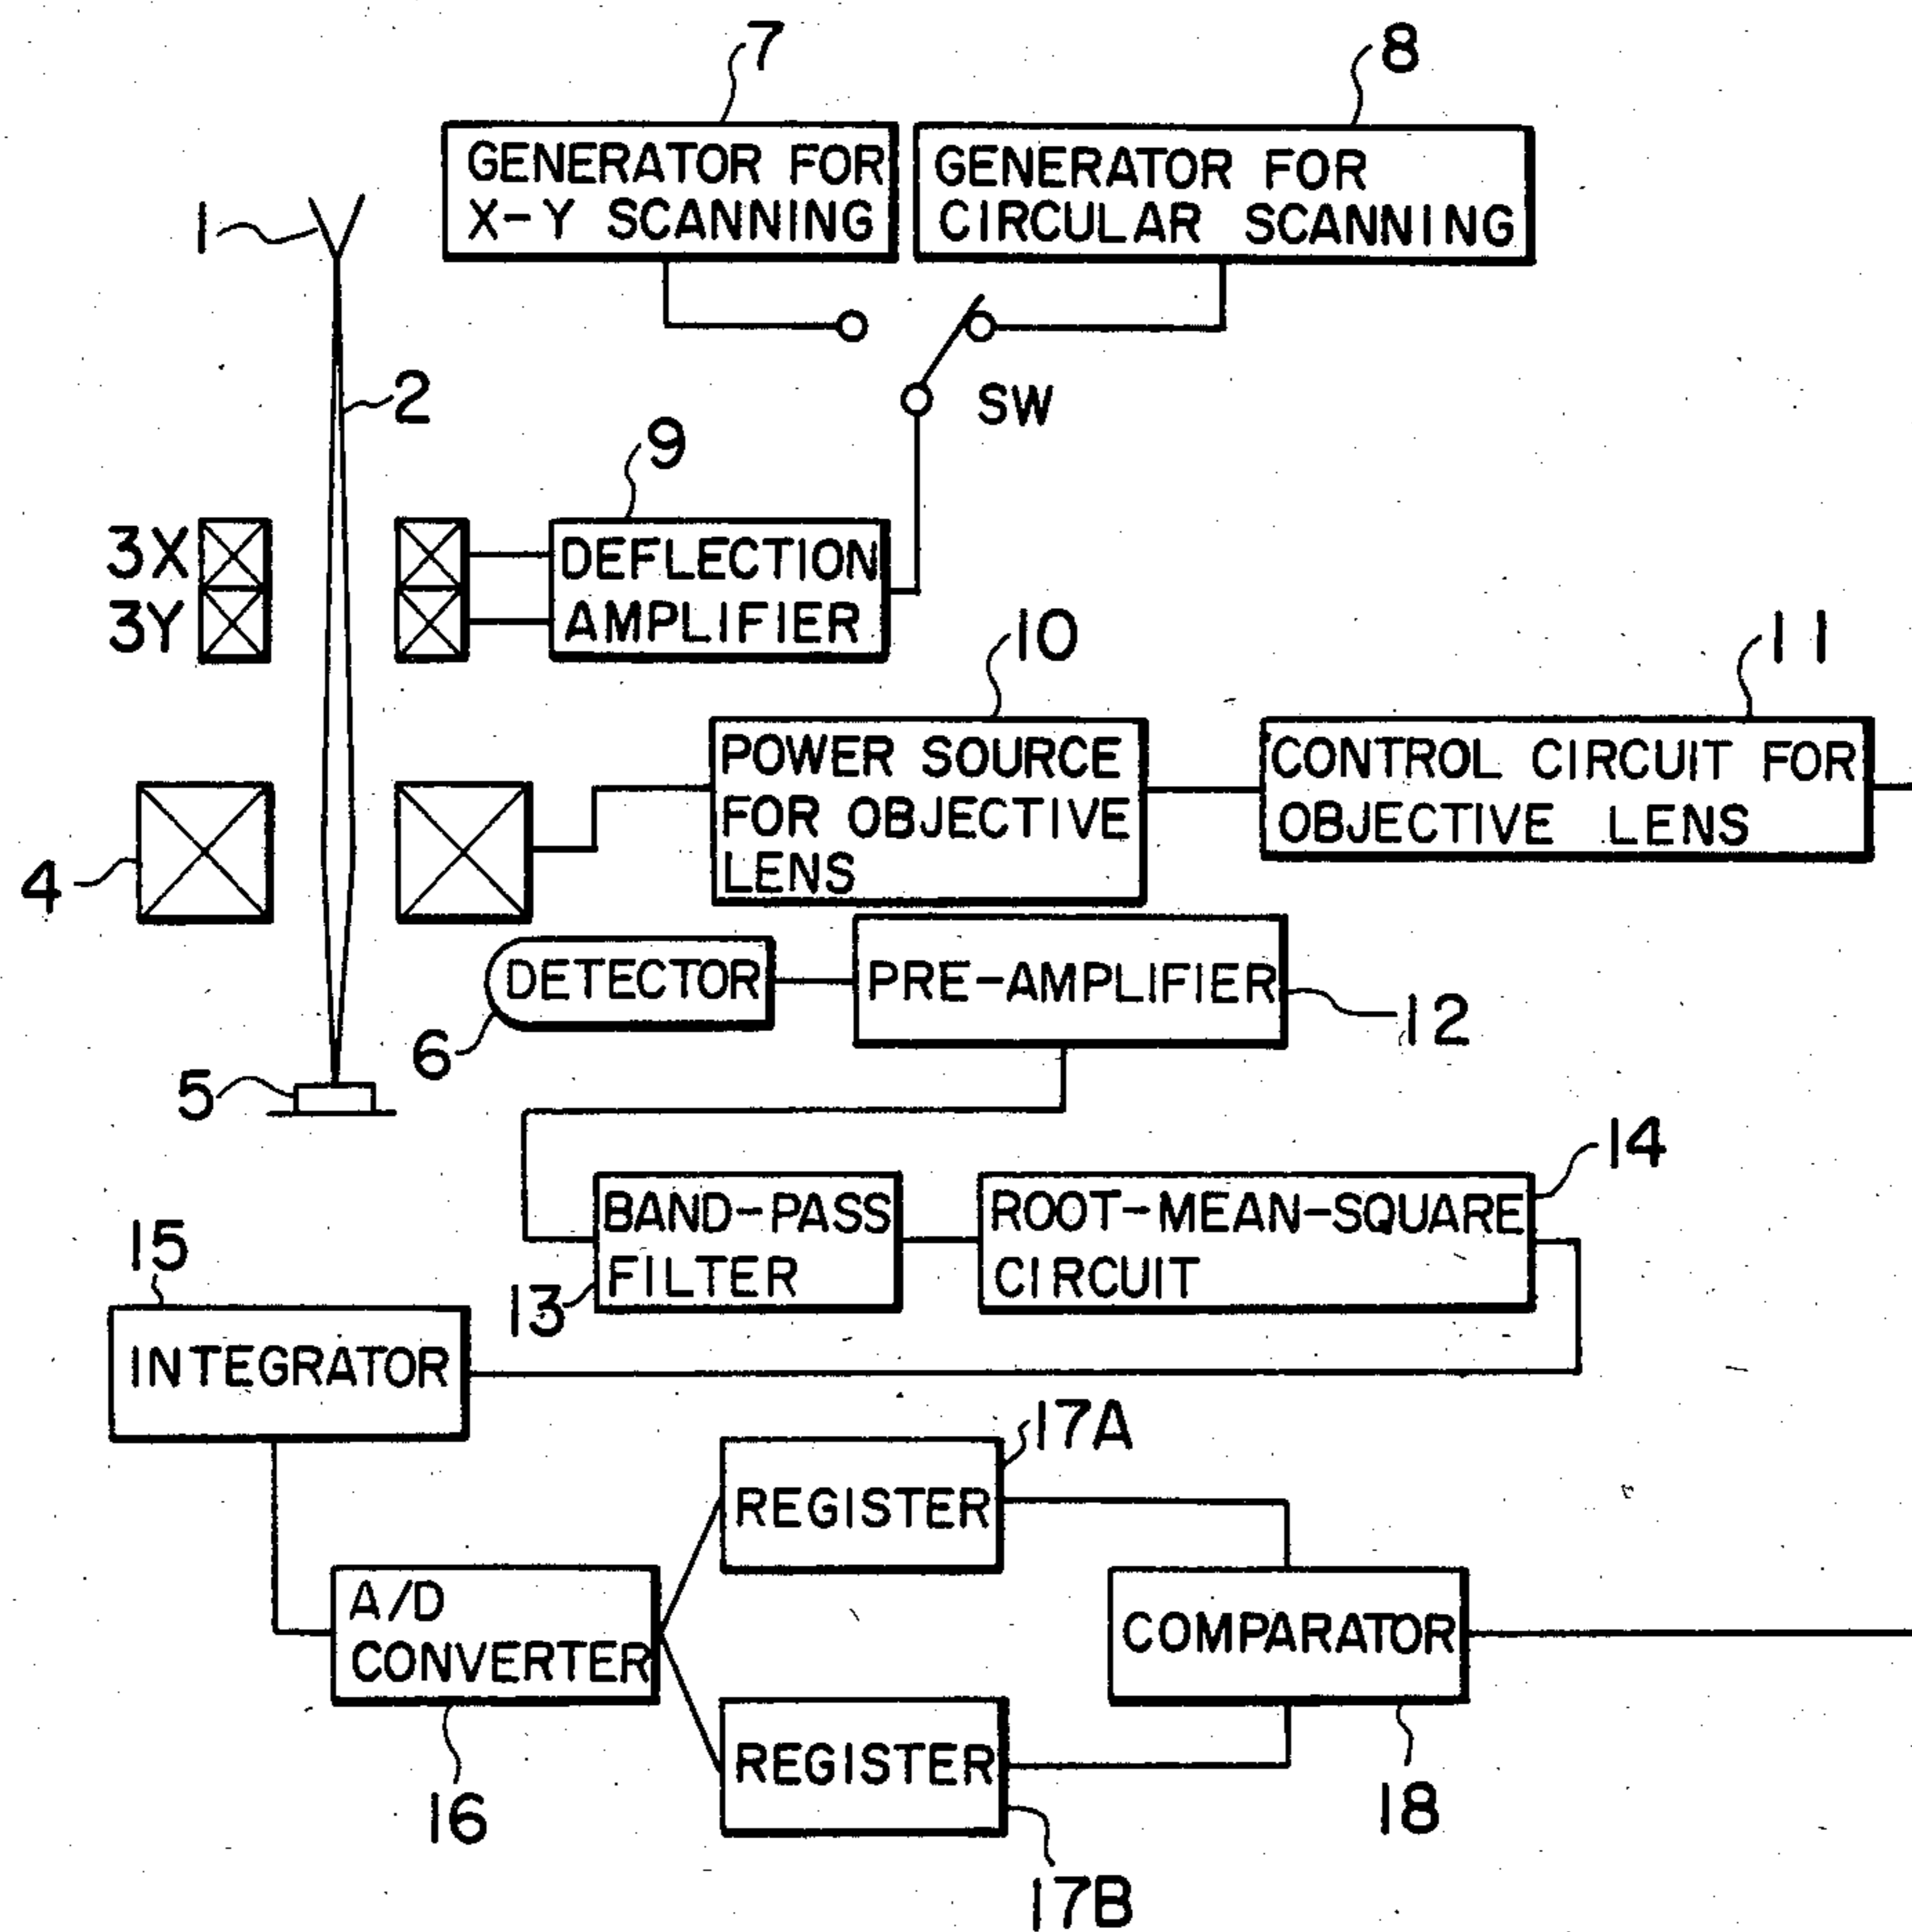 7
8
GENERATOR FOR
X-Y SCANNING
GENERATOR FOR
CIRCULAR SCANNING
1
2
SW
9
3X
3Y
DEFLECTION
AMPLIFIER
10
11
POWER SOURCE
FOR OBJECTIVE
LENS
CONTROL CIRCUIT FOR
OBJECTIVE LENS
4
DETECTOR
PRE-AMPLIFIER
6
12
5
14
BAND-PASS
FILTER
ROOT-MEAN-SQUARE
CIRCUIT
15
13
INTEGRATOR
17A
REGISTER
A/D
CONVERTER
COMPARATOR
REGISTER
16
18
17B